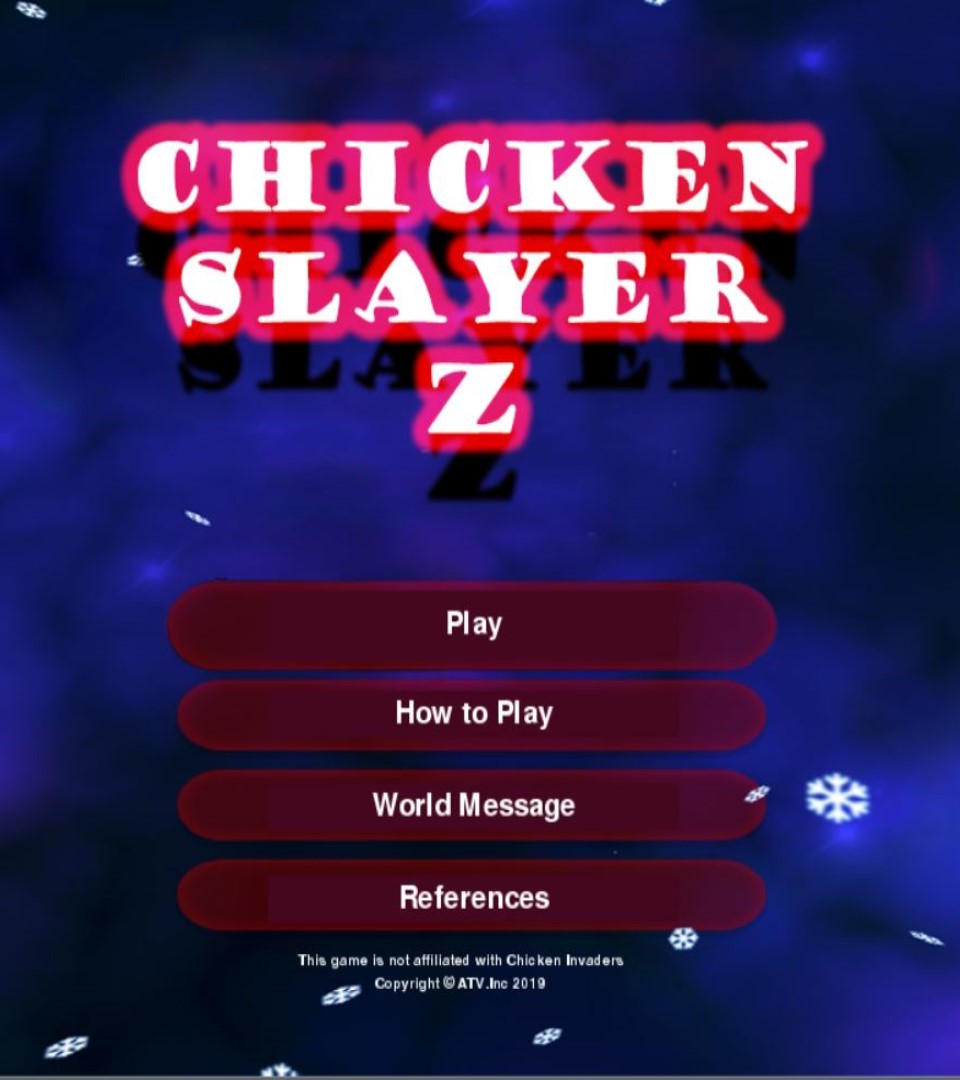 CHICKEN
SLAYER
Z
Play
How to Play
World Message
References
This game is not affiliated with Chicken Invaders
Copyright © ATV.Inc 2019